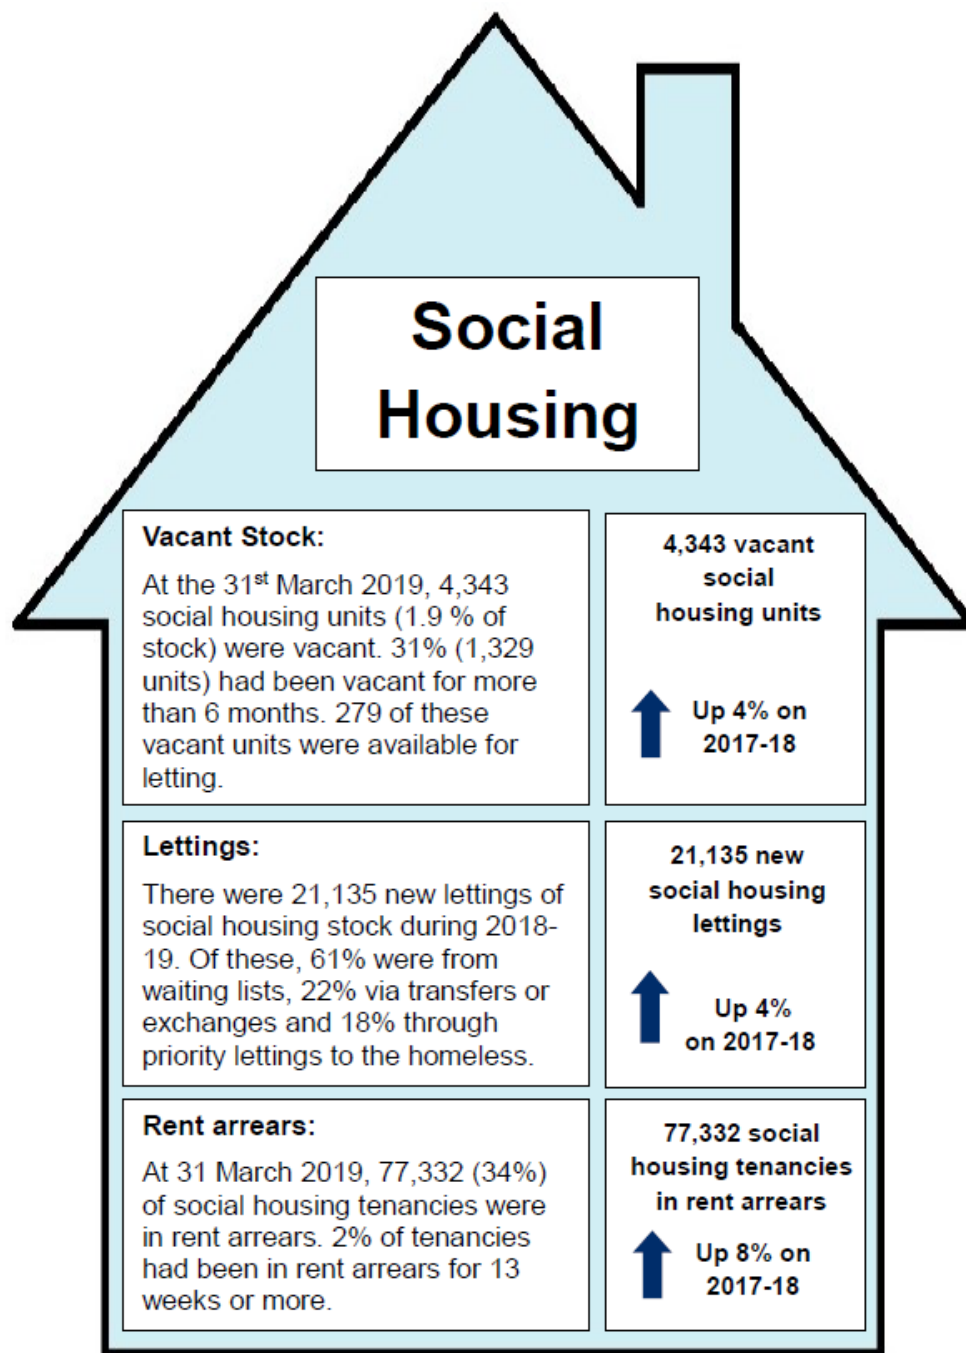 Social
Housing
Vacant Stock:
At the 31st March 2019, 4,343
social housing units (1.9 % of
stock) were vacant. 31% (1,329
units) had been vacant for more
than 6 months. 279 of these
vacant units were available for
letting.
4,343 vacant
social
housing units
Up 4% on
2017-18
Lettings:
There were 21,135 new lettings of
social housing stock during 2018-
19. Of these, 61% were from
waiting lists, 22% via transfers or
exchanges and 18% through
priority lettings to the homeless.
21,135 new
social housing
lettings
Up 4%
on 2017-18
Rent arrears:
At 31 March 2019, 77,332 (34%)
of social housing tenancies were
in rent arrears. 2% of tenancies
had been in rent arrears for 13
weeks or more.
77,332 social
housing tenancies
in rent arrears
Up 8% on
2017-18